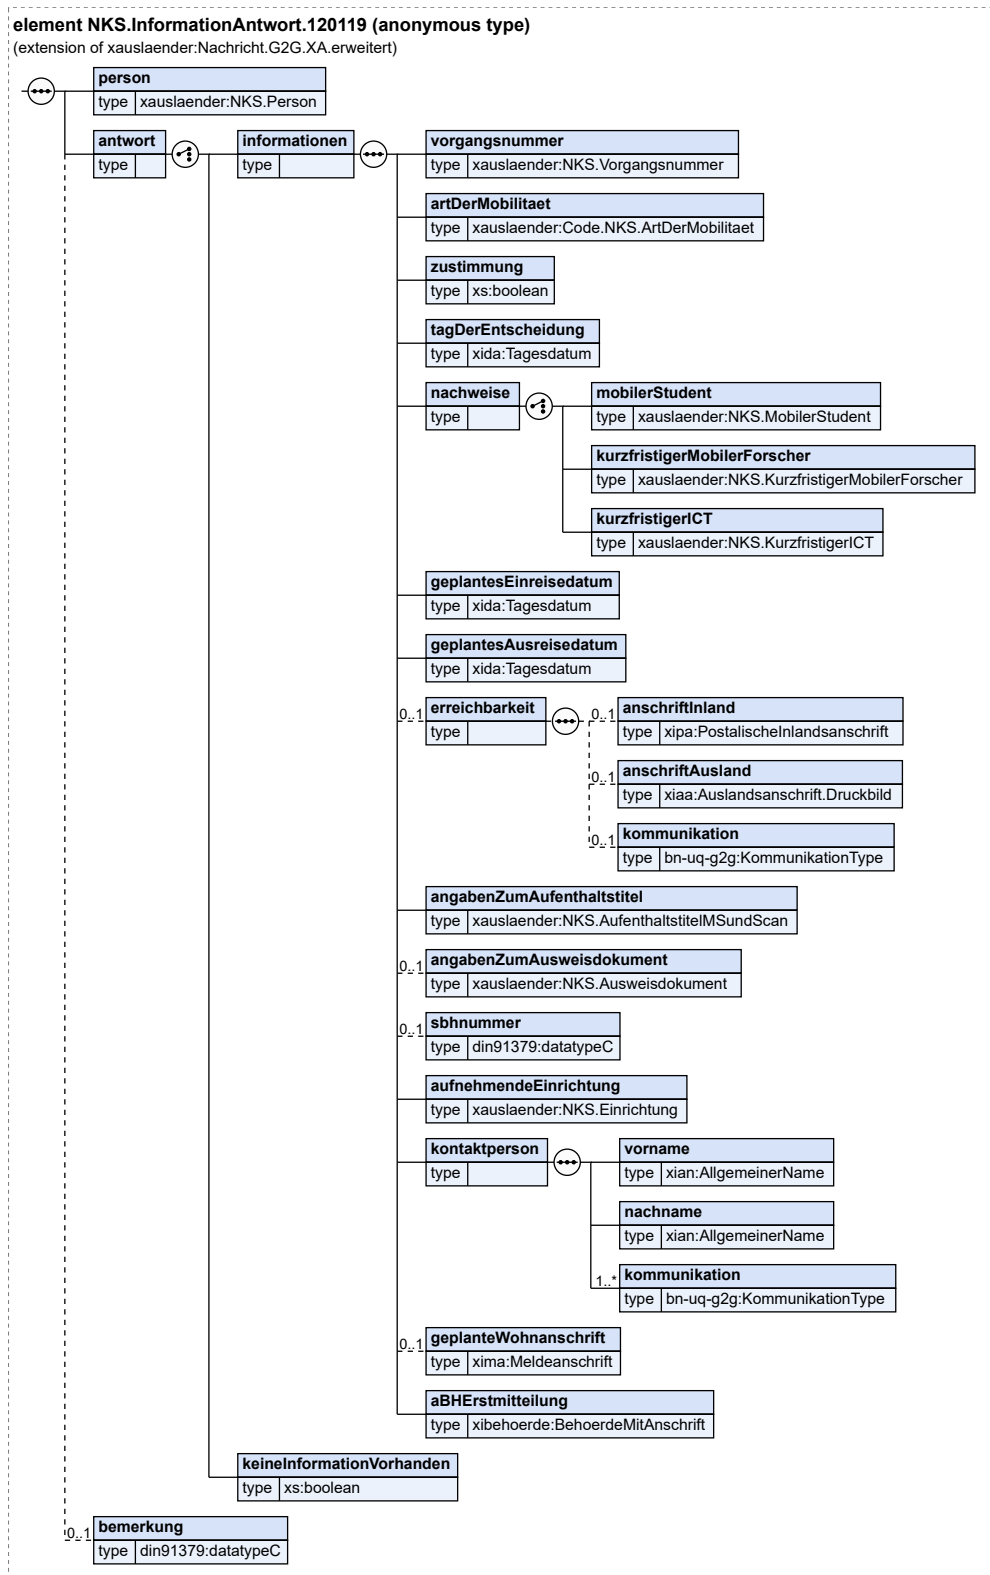 element NKS.InformationAntwort.120119 (anonymous type)
(extension of xauslaender:Nachricht.G2G.XA.erweitert)
person
type xauslaender:NKS.Person
antwort
type
informationen
type
vorgangsnummer
type xauslaender:NKS.Vorgangsnummer
artDerMobilitaet
type xauslaender:Code.NKS.ArtDerMobilitaet
zustimmung
type xs:boolean
tagDerEntscheidung
type xida:Tagesdatum
nachweise
type
mobilerStudent
type xauslaender:NKS.MobilerStudent
kurzfristigerMobilerForscher
type xauslaender:NKS.KurzfristigerMobilerForscher
kurzfristigerICT
type xauslaender:NKS.KurzfristigerICT
geplantesEinreisedatum
type xida:Tagesdatum
geplantesAusreisedatum
type xida:Tagesdatum
0..1 erreichbarkeit
type
0..1 anschriftInland
type xipa:PostalischeInlandsanschrift
0..1 anschriftAusland
type xiaa:Auslandsanschrift.Druckbild
0..1 kommunikation
type bn-uq-g2g:KommunikationType
angabenZumAufenthaltstitel
type xauslaender:NKS.AufenthaltstitelMSundScan
0..1 angabenZumAusweisdokument
type xauslaender:NKS.Ausweisdokument
0..1 sbhnummer
type din91379:datatypeC
aufnehmendeEinrichtung
type xauslaender:NKS.Einrichtung
kontaktperson
type
vorname
type xian:AllgemeinerName
nachname
type xian:AllgemeinerName
1..* kommunikation
type bn-uq-g2g:KommunikationType
0..1 geplanteWohnanschrift
type xima:Meldeanschrift
aBHErstmitteilung
type xibehoerde:BehoerdeMitAnschrift
keineInformationVorhanden
type xs:boolean
0..1 bemerkung
type din91379:datatypeC